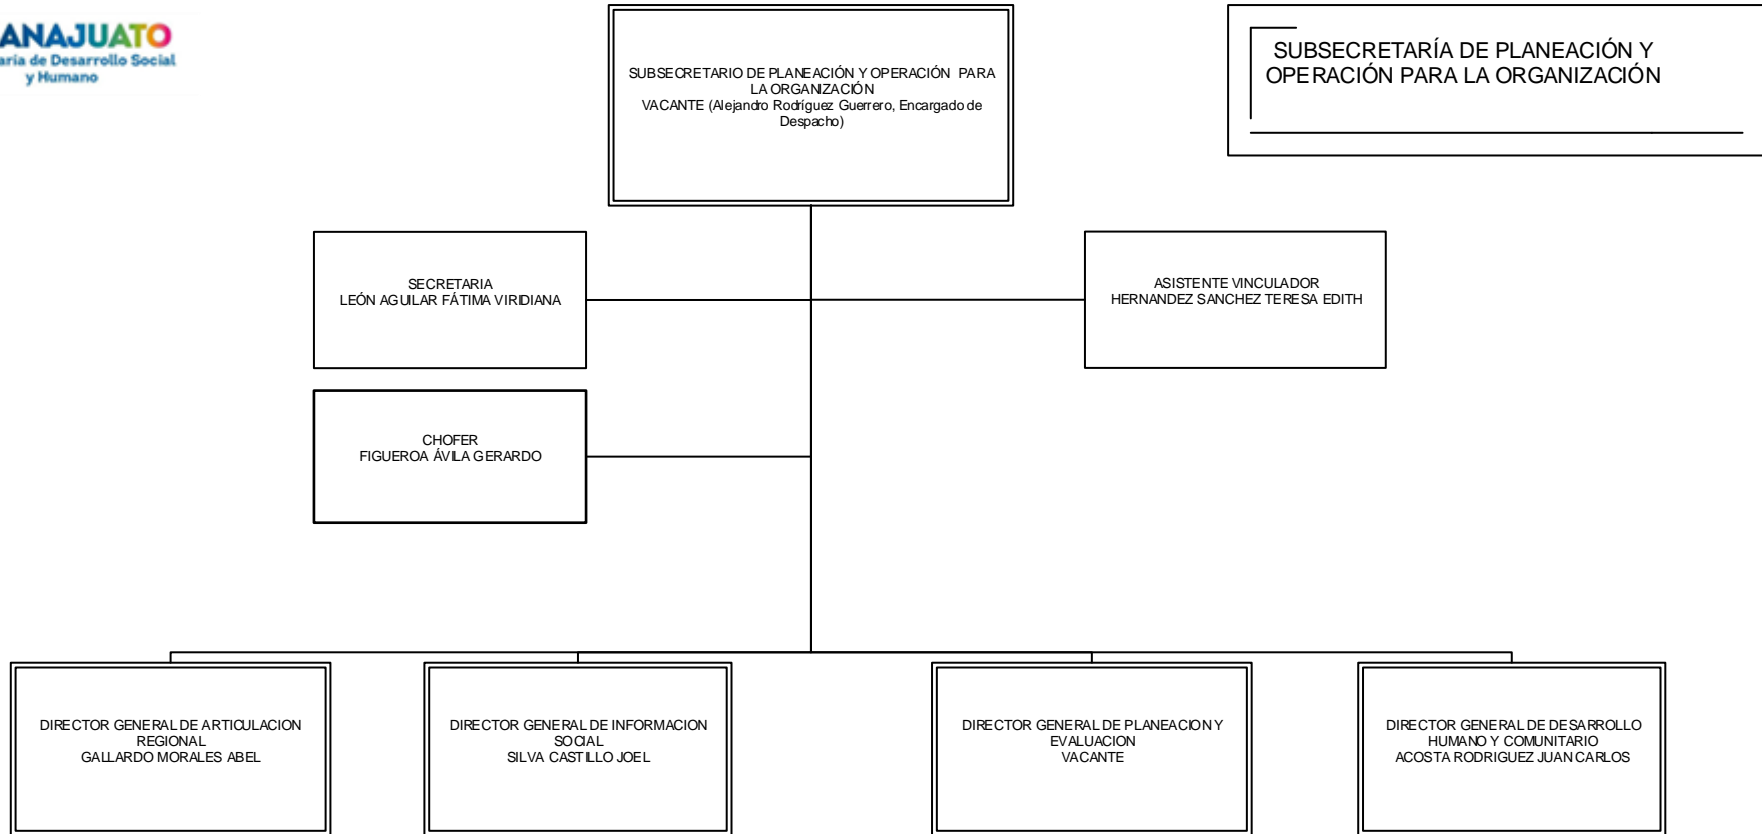 ANAJUATO
aría de Desarrollo Social
y Humano
SUBSECRETARIO DE PLANEACIÓN Y OPERACIÓN PARA
LA ORGANIZACIÓN
VACANTE (Alejandro Rodríguez Guerrero, Encargado de
Despacho)
SUBSECRETARÍA DE PLANEACIÓN Y
OPERACIÓN PARA LA ORGANIZACIÓN
SECRETARIA
LEÓN AGUILAR FÁTIMA VIRIDIANA
ASISTENTE VINCULADOR
HERNANDEZ SANCHEZ TERESA EDITH
CHOFER
FIGUEROA ÁVILA GERARDO
DIRECTOR GENERAL DE ARTICULACION
REGIONAL
GALLARDO MORALES ABEL
DIRECTOR GENERAL DE INFORMACION
SOCIAL
SILVA CASTILLO JOEL
DIRECTOR GENERAL DE PLANEACION Y
EVALUACION
VACANTE
DIRECTOR GENERAL DE DESARROLLO
HUMANO Y COMUNITARIO
ACOSTA RODRIGUEZ JUAN CARLOS